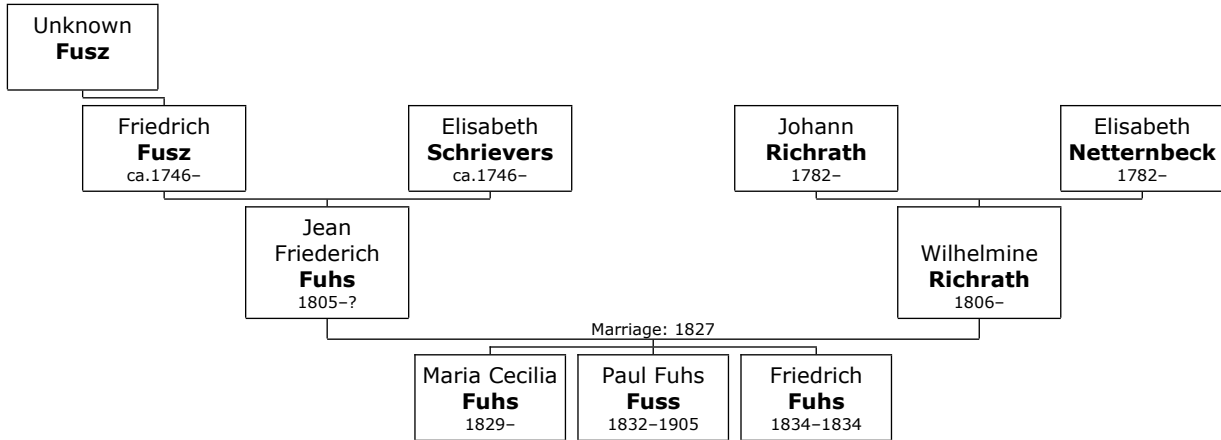 Unknown
Fusz
Friedrich
Fusz
ca.1746–
Elisabeth
Schrievers
ca.1746–
Johann
Richrath
1782–
Elisabeth
Netternbeck
1782–
Jean
Friederich
Fuhs
1805–?
Wilhelmine
Richrath
1806–
Marriage: 1827
Maria Cecilia
Fuhs
1829–
Paul Fuhs
Fuss
1832–1905
Friedrich
Fuhs
1834–1834